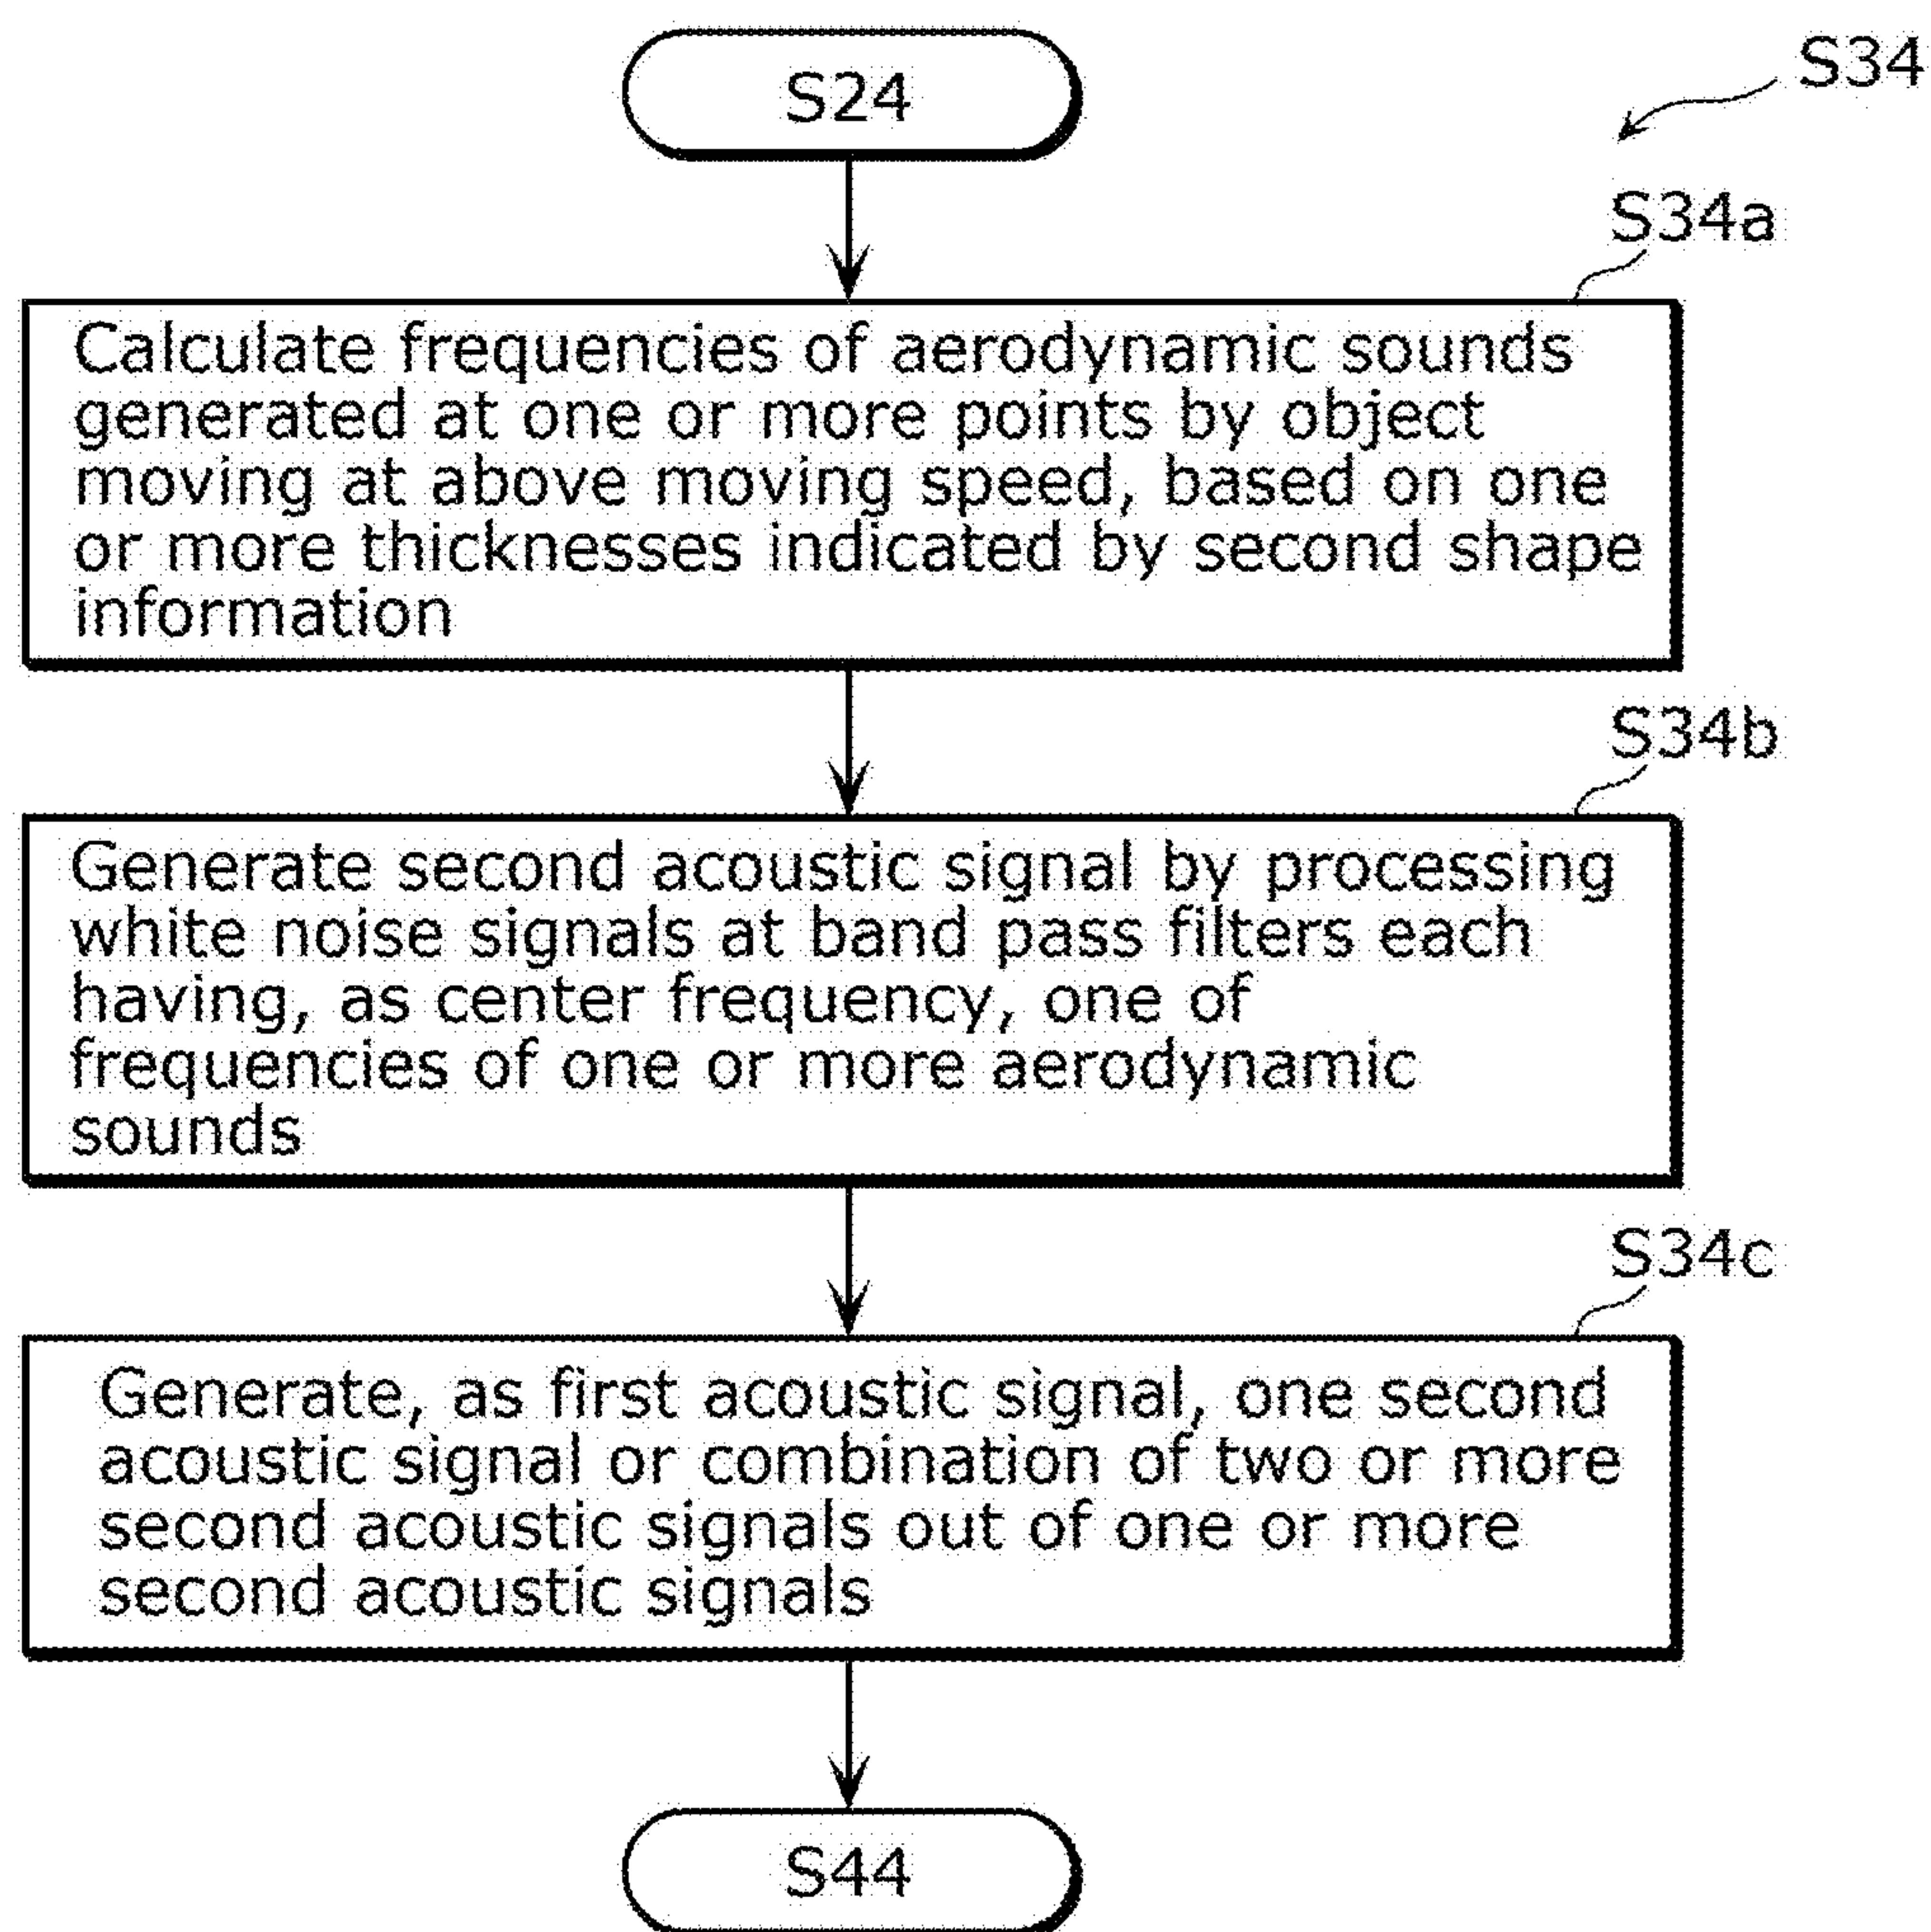 S24
S34
S34a
Calculate frequencies of aerodynamic sounds
generated at one or more points by object
moving at above moving speed, based on one
or more thicknesses indicated by second shape
information
S34b
Generate second acoustic signal by processing
white noise signals at band pass filters each
having, as center frequency, one of
frequencies of one or more aerodynamic
sounds
S34c
Generate, as first acoustic signal, one second
acoustic signal or combination of two or more
second acoustic signals out of one or more
second acoustic signals
S44